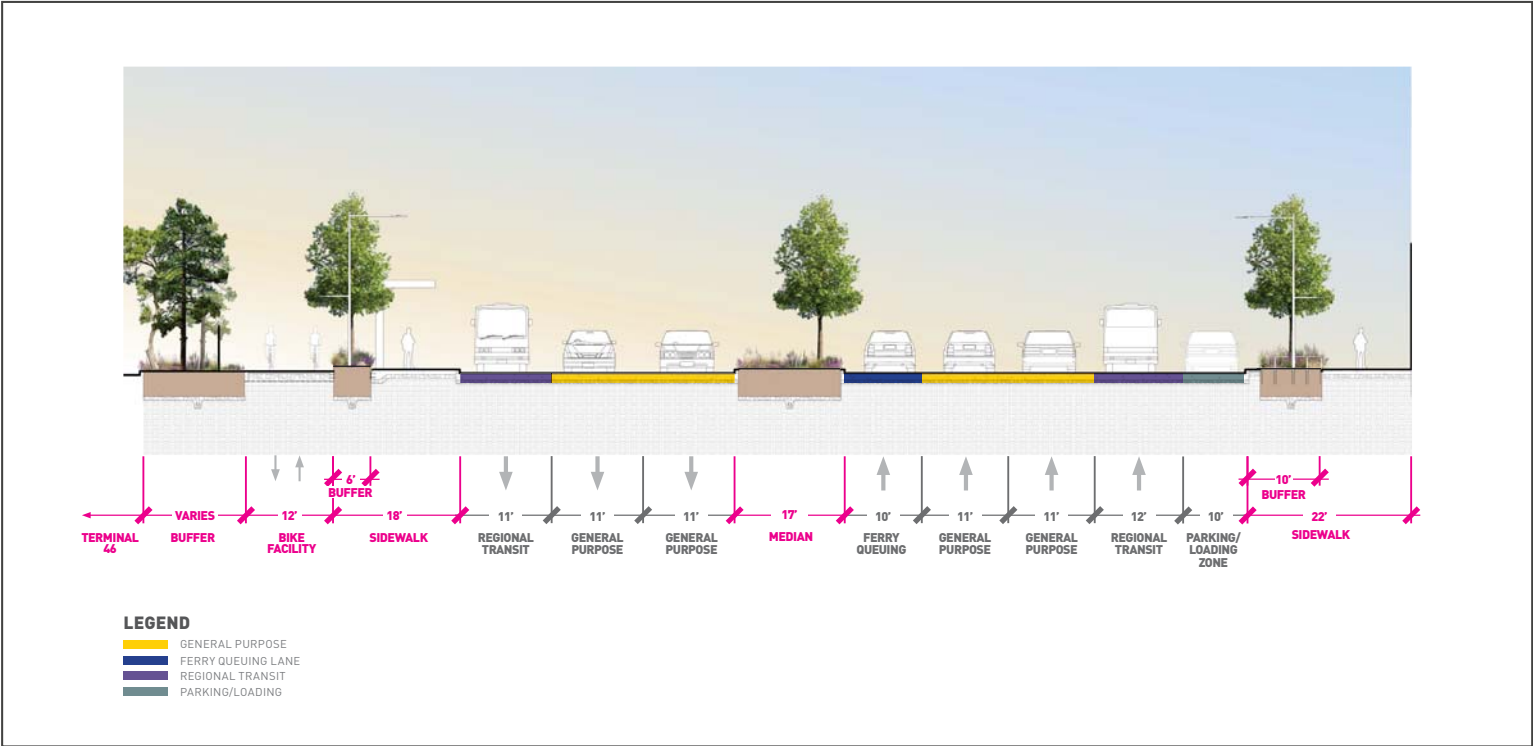 6'
BUFFER
10'
BUFFER
VARIES
12'
18'
11'
11'
11'
17'
10'
11'
11'
12'
10'
22'
TERMINAL
46
BUFFER
BIKE
FACILITY
SIDEWALK
REGIONAL
TRANSIT
GENERAL
PURPOSE
GENERAL
PURPOSE
MEDIAN
FERRY
QUEUING
GENERAL
PURPOSE
GENERAL
PURPOSE
REGIONAL
TRANSIT
PARKING/
LOADING
ZONE
SIDEWALK
LEGEND
GENERAL PURPOSE
FERRY QUEUING LANE
REGIONAL TRANSIT
PARKING/LOADING